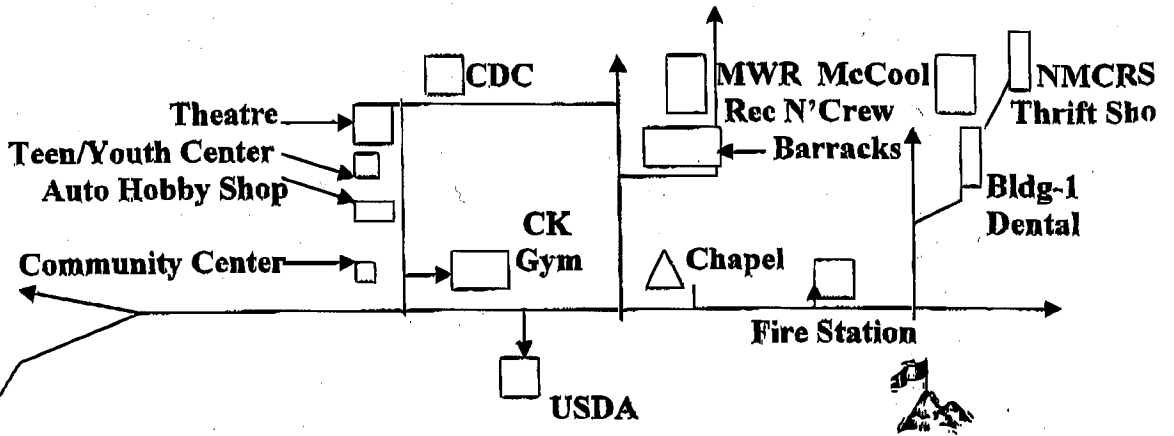 CDC
MWR McCool
NMCRS
Theatre
Rec N'Crew
Thrift Sho
Teen/Youth Center
Barracks
Auto Hobby Shop
Bldg-1
Dental
CK
Gym
Community Center
Chapel
Fire Station
USDA